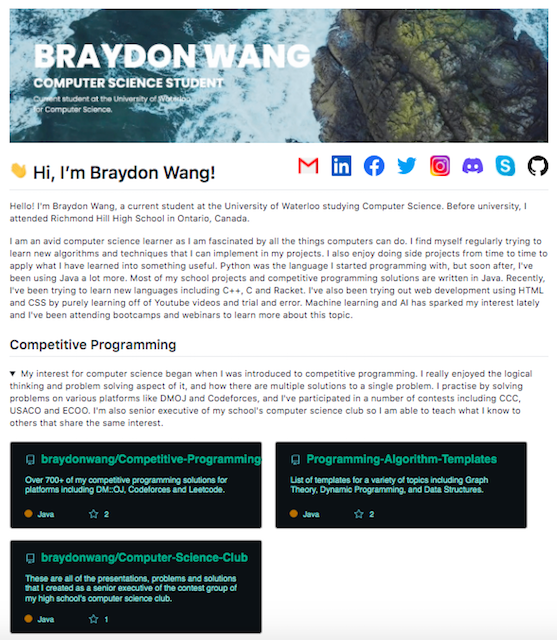 BRAYDON WANG
COMPUTER SCIENCE STUDENT
Current student at the University of Waterloo
for Computer Science.
👋 Hi, I’m Braydon Wang!
Hello! I'm Braydon Wang, a current student at the University of Waterloo studying Computer Science. Before university, I
attended Richmond Hill High School in Ontario, Canada.
I am an avid computer science learner as I am fascinated by all the things computers can do. I find myself regularly trying to
learn new algorithms and techniques that I can implement in my projects. I also enjoy doing side projects from time to time to
apply what I have learned into something useful. Python was the language I started programming with, but soon after, I've
been using Java a lot more. Most of my school projects and competitive programming solutions are written in Java. Recently,
I've been trying to learn new languages including C++, C and Racket. I've also been trying out web development using HTML
and CSS by purely learning off of Youtube videos and trial and error. Machine learning and AI has sparked my interest lately
and I've been attending bootcamps and webinars to learn more about this topic.
Competitive Programming
▼ My interest for computer science began when I was introduced to competitive programming. I really enjoyed the logical
thinking and problem solving aspect of it, and how there are multiple solutions to a single problem. I practise by solving
problems on various platforms like DMOJ and Codeforces, and I've participated in a number of contests including CCC,
USACO and ECOO. I'm also senior executive of my school's computer science club so I am able to teach what I know to
others that share the same interest.
braydonwang/Competitive-Programming
Over 700+ of my competitive programming solutions for
platforms including DM::OJ, Codeforces and Leetcode.
Java 2
Programming-Algorithm-Templates
List of templates for a variety of topics including Graph
Theory, Dynamic Programming, and Data Structures.
Java 2
braydonwang/Computer-Science-Club
These are all of the presentations, problems and solutions
that I created as a senior executive of the contest group of
my high school's computer science club.
Java 1